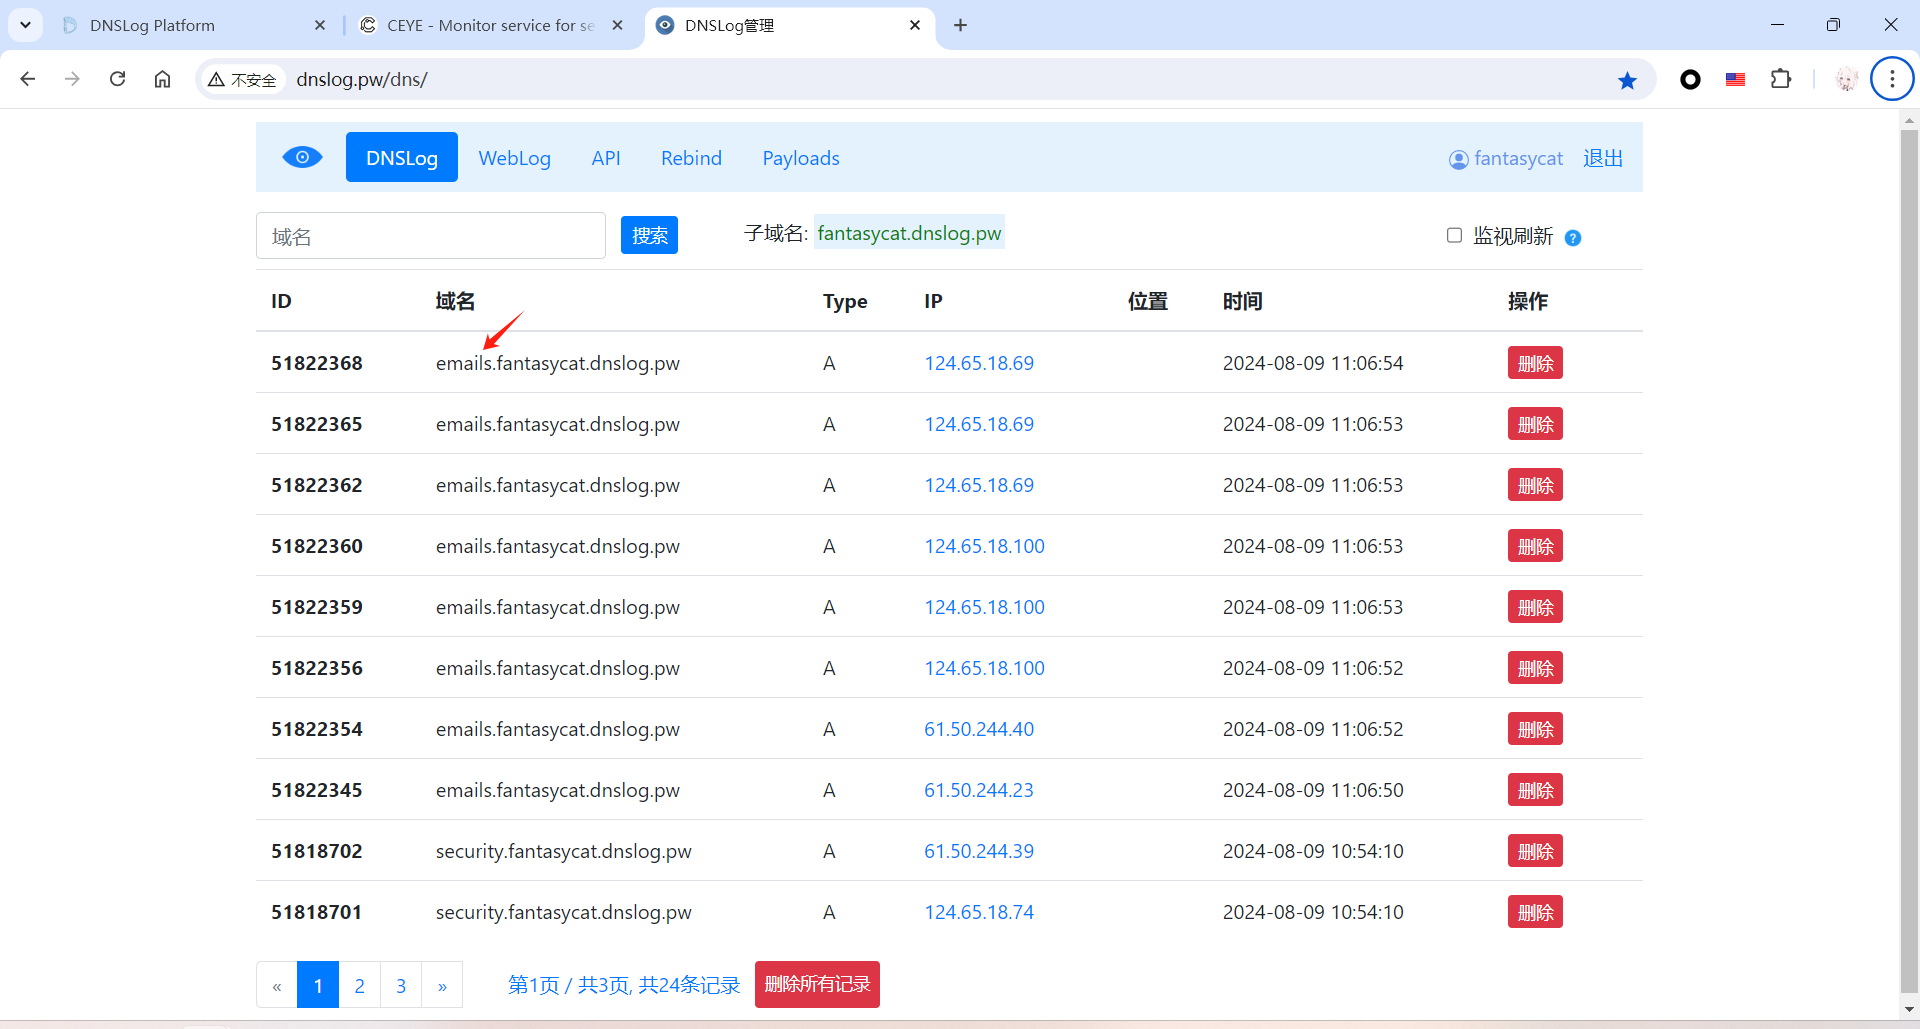 DNSLog Platform
CEYE - Monitor service for se
DNSLog管理
不安全
dnslog.pw/dns/
DNSLog WebLog API Rebind Payloads fantasycat 退出
域名 搜索 子域名: fantasycat.dnslog.pw 监视刷新 ?
ID 域名 Type IP 位置 时间 操作
51822368 emails.fantasycat.dnslog.pw A 124.65.18.69 2024-08-09 11:06:54 删除
51822365 emails.fantasycat.dnslog.pw A 124.65.18.69 2024-08-09 11:06:53 删除
51822362 emails.fantasycat.dnslog.pw A 124.65.18.69 2024-08-09 11:06:53 删除
51822360 emails.fantasycat.dnslog.pw A 124.65.18.100 2024-08-09 11:06:53 删除
51822359 emails.fantasycat.dnslog.pw A 124.65.18.100 2024-08-09 11:06:53 删除
51822356 emails.fantasycat.dnslog.pw A 124.65.18.100 2024-08-09 11:06:52 删除
51822354 emails.fantasycat.dnslog.pw A 61.50.244.40 2024-08-09 11:06:52 删除
51822345 emails.fantasycat.dnslog.pw A 61.50.244.23 2024-08-09 11:06:50 删除
51818702 security.fantasycat.dnslog.pw A 61.50.244.39 2024-08-09 10:54:10 删除
51818701 security.fantasycat.dnslog.pw A 124.65.18.74 2024-08-09 10:54:10 删除
« 1 2 3 » 第1页 / 共3页, 共24条记录 删除所有记录